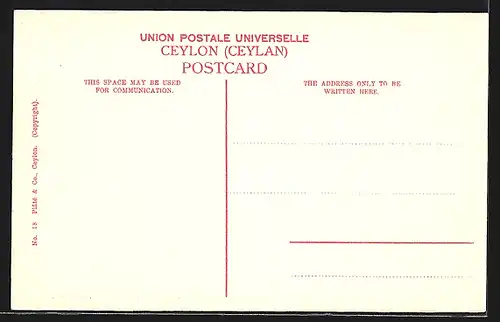 UNION POSTALE UNIVERSELLE
CEYLON (CEYLAN)
POSTCARD
THIS SPACE MAY BE USED
FOR COMMUNICATION.
THE ADDRESS ONLY TO BE
WRITTEN HERE.
No. 18 Plâté & Co., Ceylon. (Copyright).